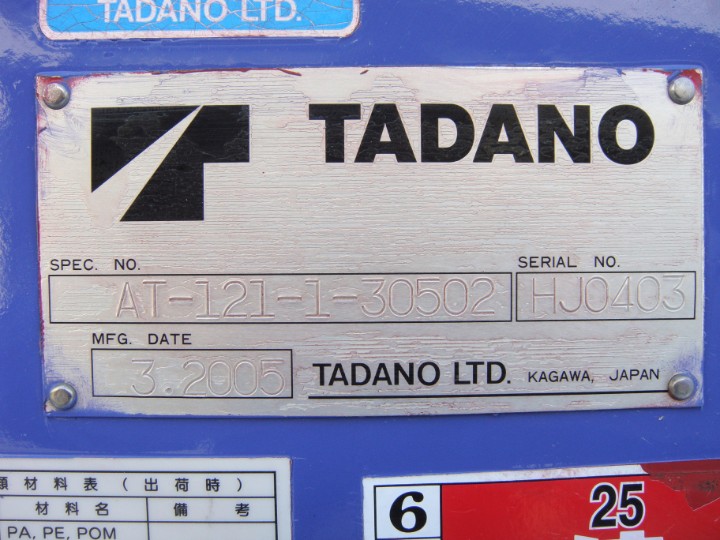 TADANO LTD.
TADANO
SPEC. NO.
SERIAL NO.
AT-121-1-30502
HJ0403
MFG. DATE
3.2005
TADANO LTD. KAGAWA, JAPAN
材料表(出荷時)
材料名
備考
PA, PE, POM
6
25